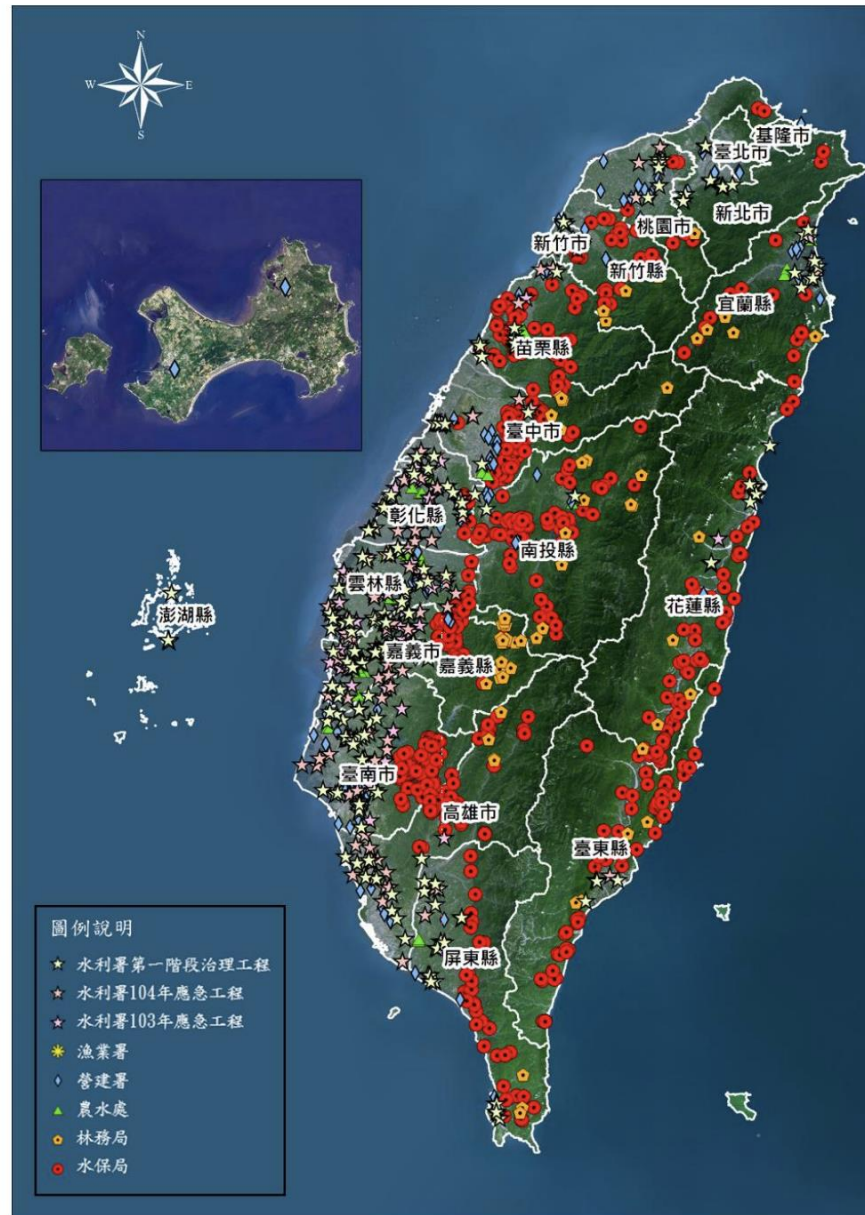 N
W
E
S
基隆市
臺北市
新北市
桃園市
新竹市
新竹縣
宜蘭縣
苗栗縣
臺中市
彰化縣
南投縣
雲林縣
花蓮縣
澎湖縣
嘉義市
嘉義縣
臺南市
高雄市
臺東縣
屏東縣
圖例說明
水利署第一階段治理工程
水利署104年應急工程
水利署103年應急工程
漁業署
營建署
農水處
林務局
水保局